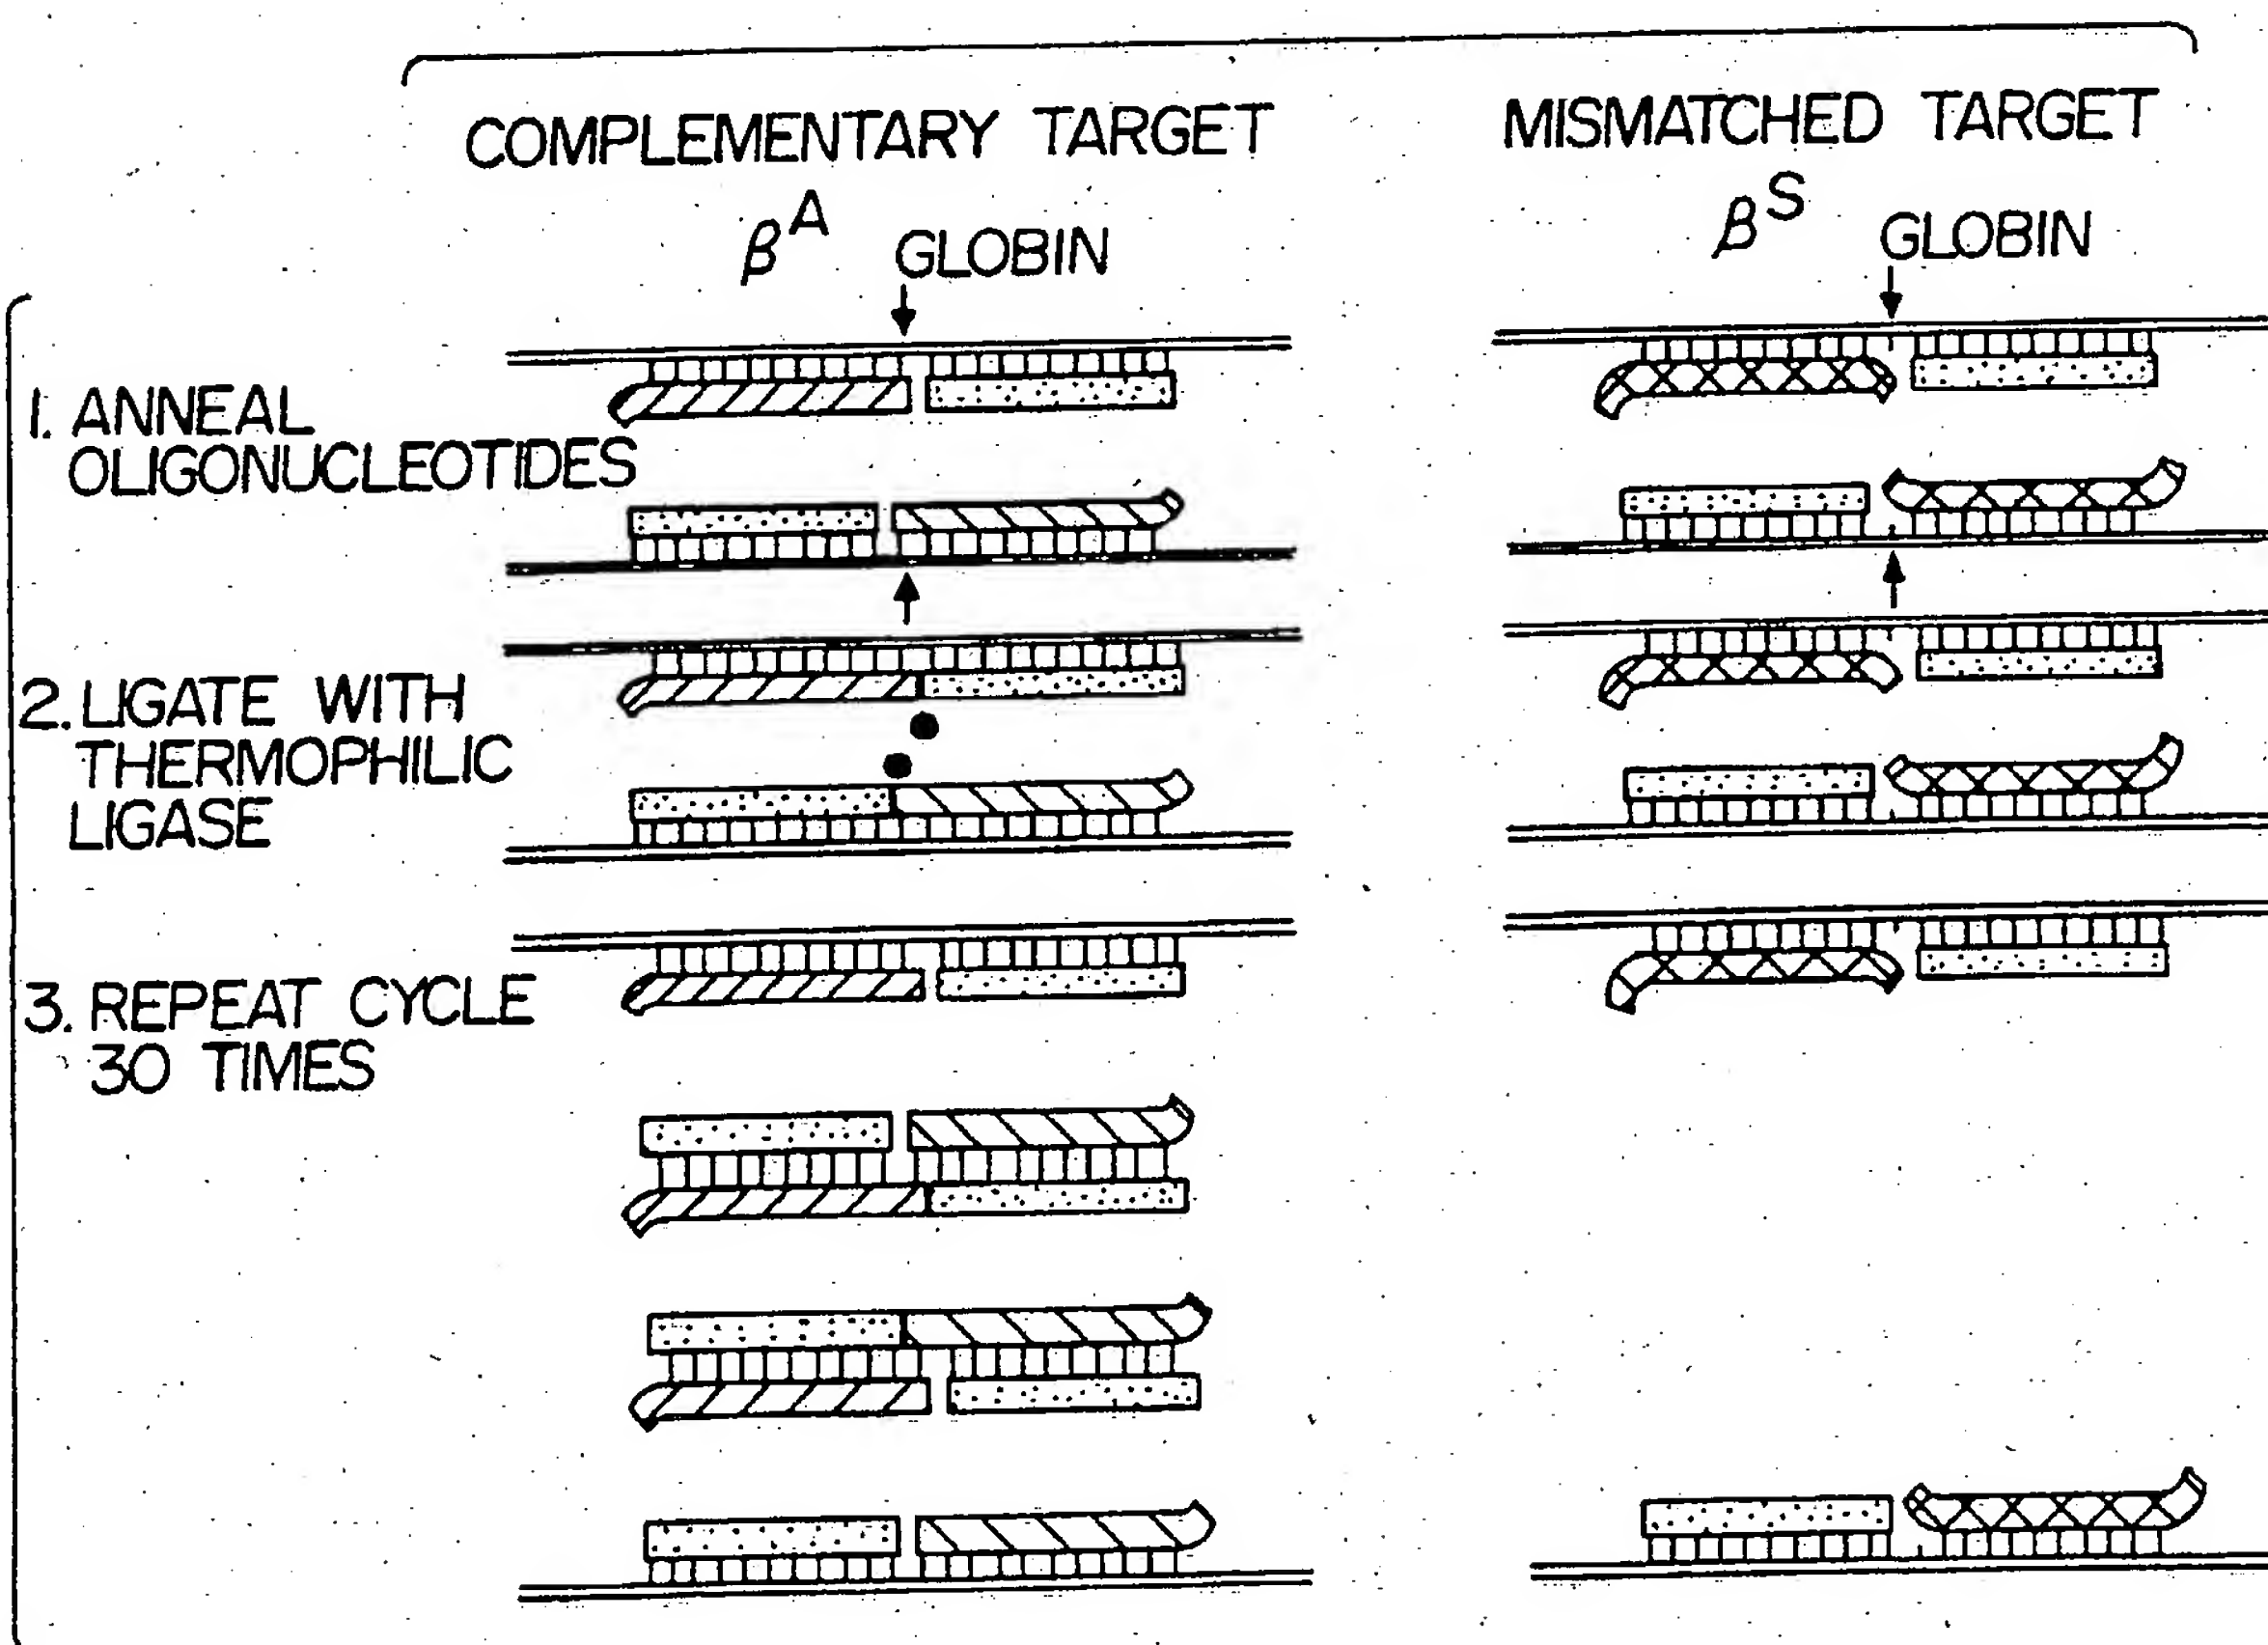 COMPLEMENTARY TARGET
β^A GLOBIN
MISMATCHED TARGET
β^S GLOBIN
1. ANNEAL
OLIGONUCLEOTIDES
2. LIGATE WITH
THERMOPHILIC
LIGASE
3. REPEAT CYCLE
30 TIMES